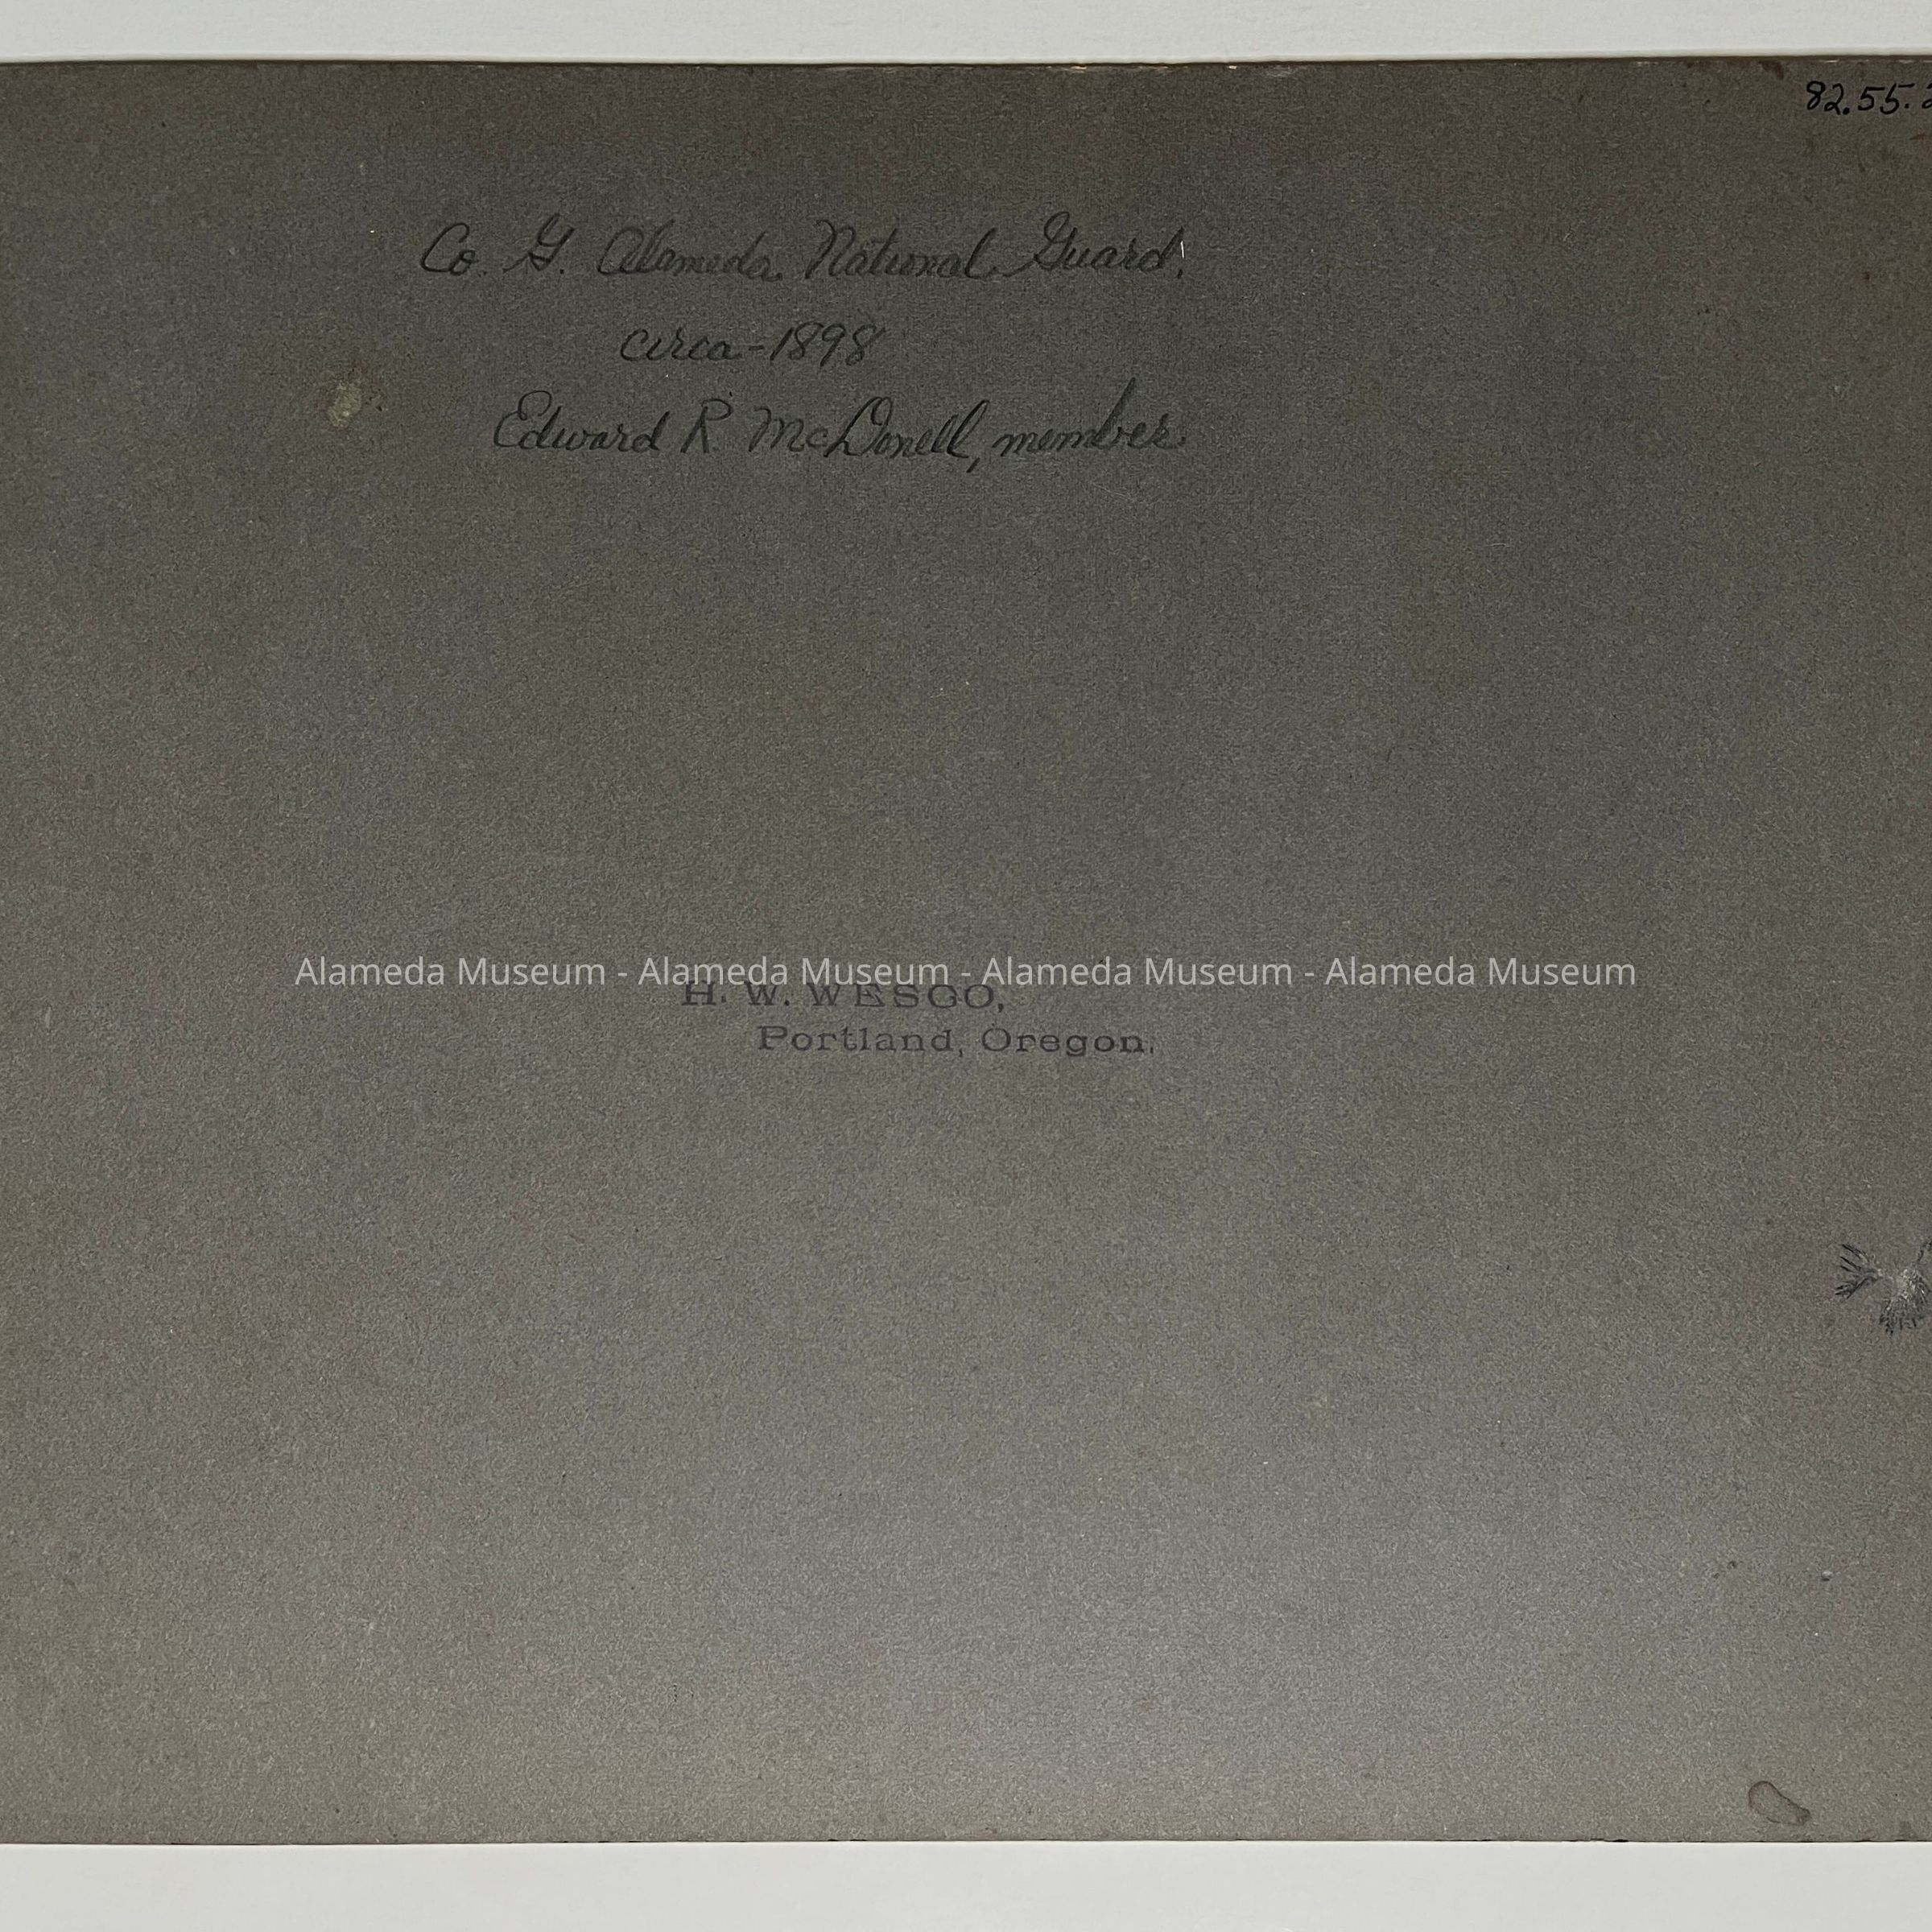 82.55.2
Co. G. Alameda National Guard.
circa-1898
Edward R. McDonell, member
Alameda Museum - Alameda Museum - Alameda Museum - Alameda Museum
H. W. WESCO,
Portland, Oregon.